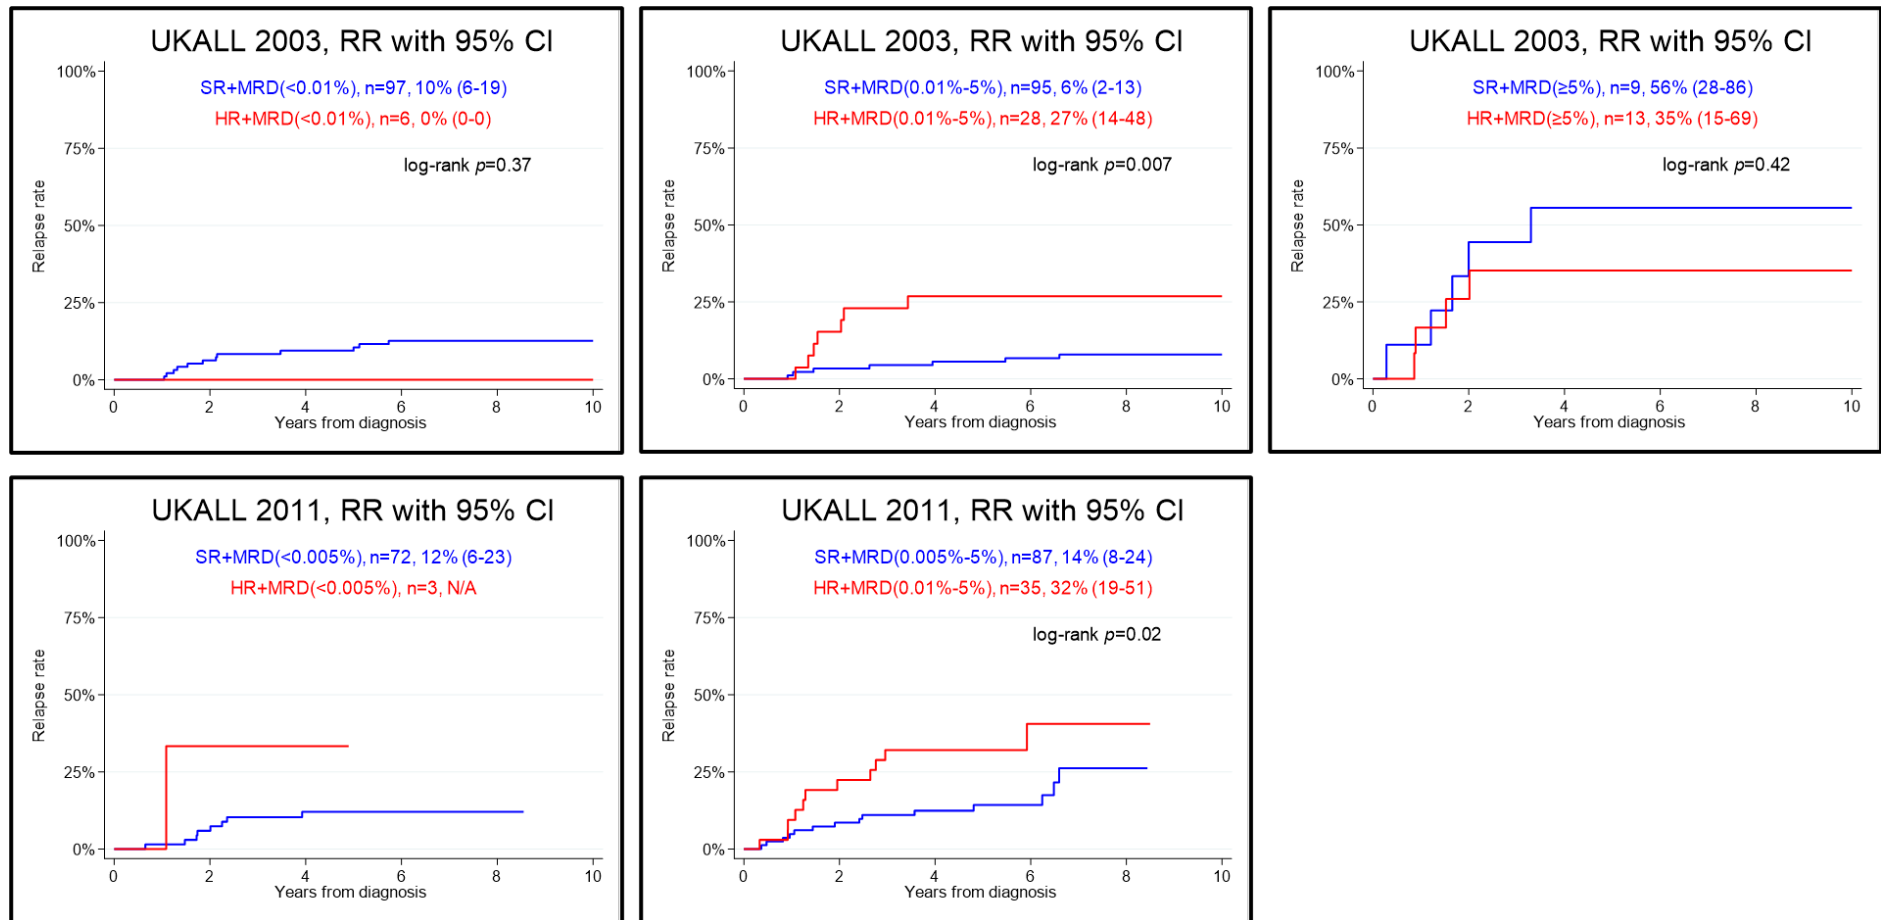 UKALL 2003, RR with 95% CI
SR+MRD(<0.01%), n=97, 10% (6-19)
HR+MRD(<0.01%), n=6, 0% (0-0)
log-rank p=0.37
Relapse rate
100%
75%
50%
25%
0%
0 2 4 6 8 10
Years from diagnosis
UKALL 2003, RR with 95% CI
SR+MRD(0.01%-5%), n=95, 6% (2-13)
HR+MRD(0.01%-5%), n=28, 27% (14-48)
log-rank p=0.007
Relapse rate
100%
75%
50%
25%
0%
0 2 4 6 8 10
Years from diagnosis
UKALL 2003, RR with 95% CI
SR+MRD(≥5%), n=9, 56% (28-86)
HR+MRD(≥5%), n=13, 35% (15-69)
log-rank p=0.42
Relapse rate
100%
75%
50%
25%
0%
0 2 4 6 8 10
Years from diagnosis
UKALL 2011, RR with 95% CI
SR+MRD(<0.005%), n=72, 12% (6-23)
HR+MRD(<0.005%), n=3, N/A
Relapse rate
100%
75%
50%
25%
0%
0 2 4 6 8 10
Years from diagnosis
UKALL 2011, RR with 95% CI
SR+MRD(0.005%-5%), n=87, 14% (8-24)
HR+MRD(0.01%-5%), n=35, 32% (19-51)
log-rank p=0.02
Relapse rate
100%
75%
50%
25%
0%
0 2 4 6 8 10
Years from diagnosis